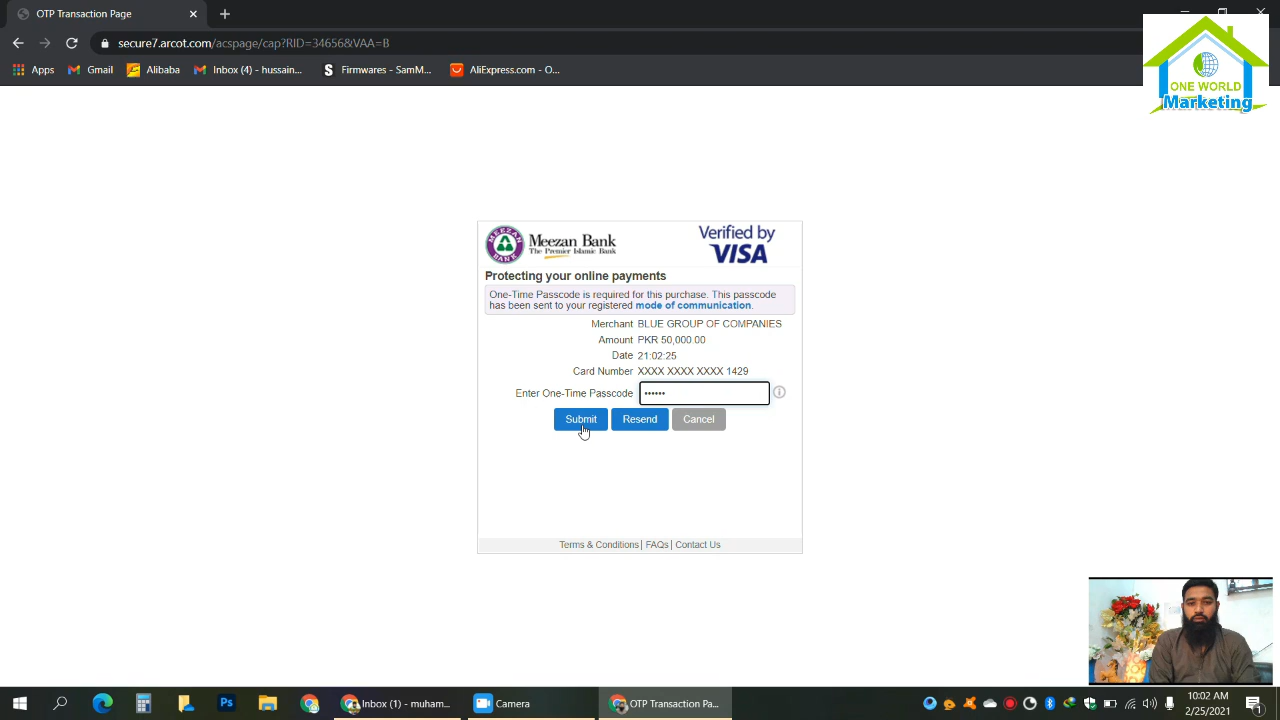 OTP Transaction Page
secure7.arcot.com/acspage/cap?RID=34656&VAA=B
Apps
Gmail
Alibaba
Inbox (4) - hussain...
S
Firmwares - SamM...
AliExpress.com - O...
ONE WORLD
Marketing
MEEZAN BANK
Meezan Bank
The Premier Islamic Bank
Verified by
VISA
Protecting your online payments
One-Time Passcode is required for this purchase. This passcode
has been sent to your registered mode of communication.
Merchant BLUE GROUP OF COMPANIES
Amount PKR 50,000.00
Date 21:02:25
Card Number XXXX XXXX XXXX 1429
Enter One-Time Passcode ••••••
Submit Resend Cancel
Terms & Conditions| FAQs| Contact Us
Ps
Inbox (1) - muham...
Camera
OTP Transaction Pa...
10:02 AM
2/25/2021
1